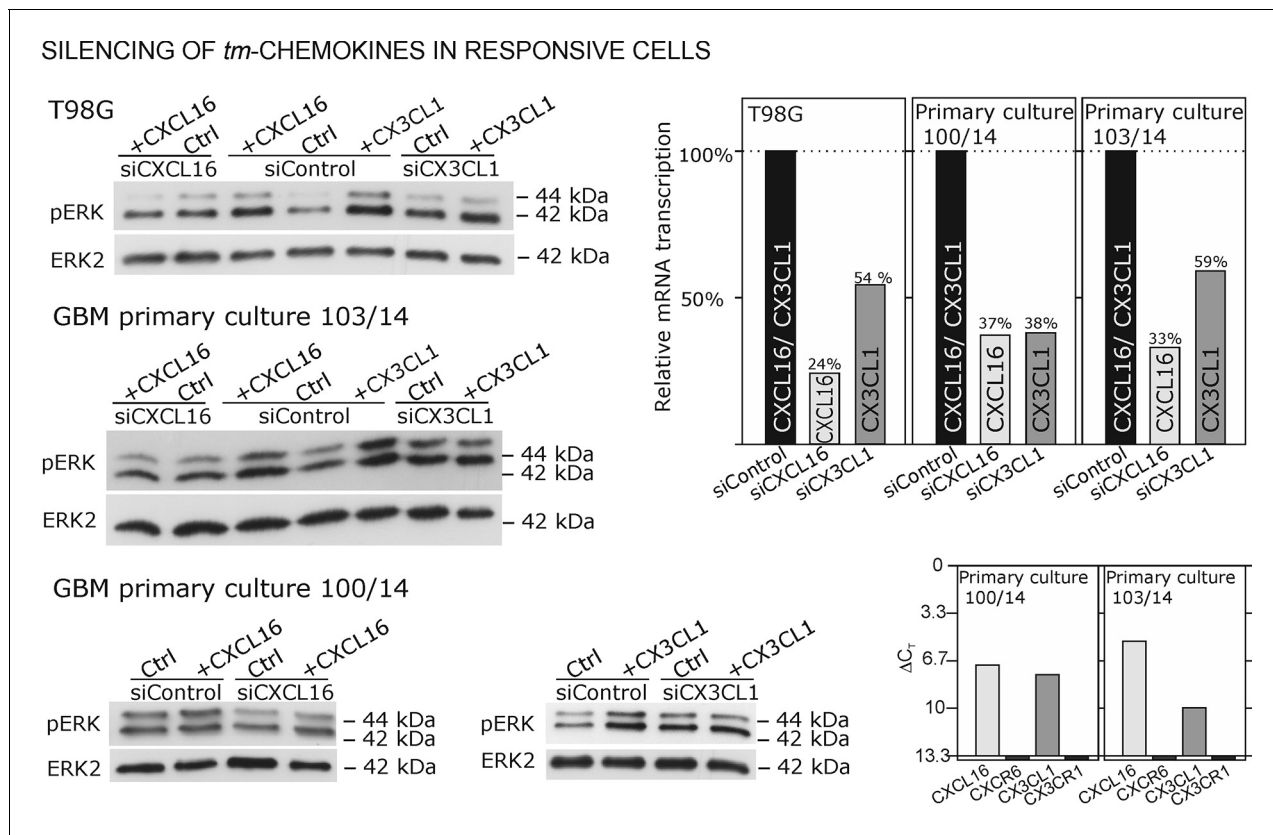 SILENCING OF tm-CHEMOKINES IN RESPONSIVE CELLS
T98G
+CXCL16 Ctrl +CXCL16 Ctrl +CX3CL1 Ctrl +CX3CL1
siCXCL16 siControl siCX3CL1
pERK
– 44 kDa
– 42 kDa
ERK2 – 42 kDa
GBM primary culture 103/14
+CXCL16 Ctrl +CXCL16 Ctrl +CX3CL1 Ctrl +CX3CL1
siCXCL16 siControl siCX3CL1
pERK
– 44 kDa
– 42 kDa
ERK2 – 42 kDa
GBM primary culture 100/14
Ctrl +CXCL16 Ctrl +CXCL16
siControl siCXCL16
pERK
– 44 kDa
– 42 kDa
ERK2 – 42 kDa
Ctrl +CX3CL1 Ctrl +CX3CL1
siControl siCX3CL1
pERK
– 44 kDa
– 42 kDa
ERK2 – 42 kDa
Relative mRNA transcription
100%
50%
T98G
CXCL16/ CX3CL1
24%
CXCL16
54 %
CX3CL1
siControl siCXCL16 siCX3CL1
Primary culture
100/14
CXCL16/ CX3CL1
37%
CXCL16
38%
CX3CL1
siControl siCXCL16 siCX3CL1
Primary culture
103/14
CXCL16/ CX3CL1
33%
CXCL16
59%
CX3CL1
siControl siCXCL16 siCX3CL1
ΔCT
0
3.3
6.7
10
13.3
Primary culture
100/14
CXCL16 CXCR6 CX3CL1 CX3CR1
Primary culture
103/14
CXCL16 CXCR6 CX3CL1 CX3CR1